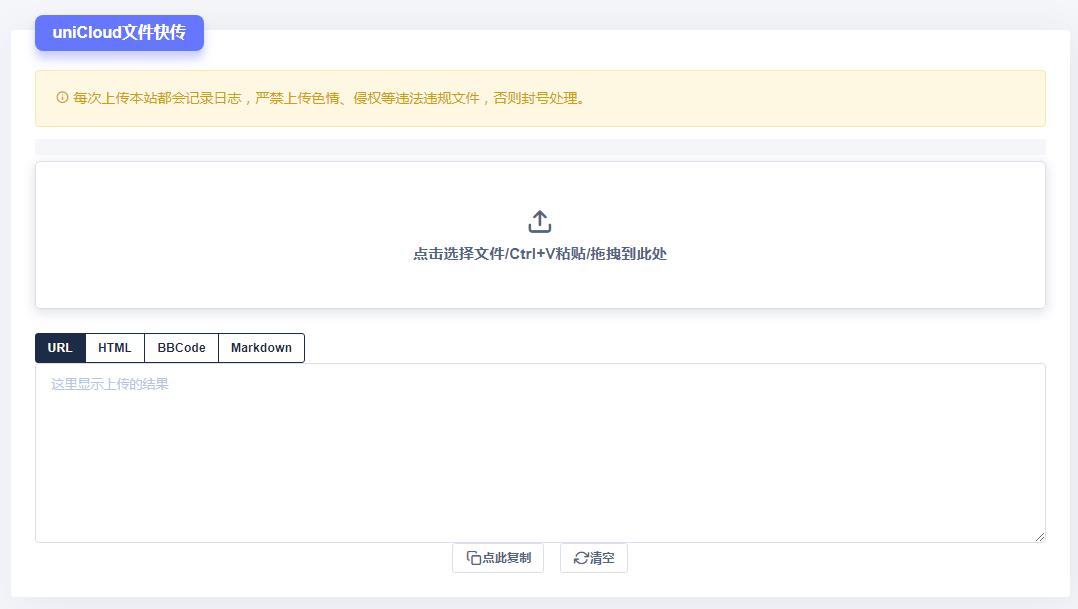 uniCloud文件快传
每次上传本站都会记录日志，严禁上传色情、侵权等违法违规文件，否则封号处理。
点击选择文件/Ctrl+V粘贴/拖拽到此处
URL HTML BBCode Markdown
这里显示上传的结果
点此复制 清空